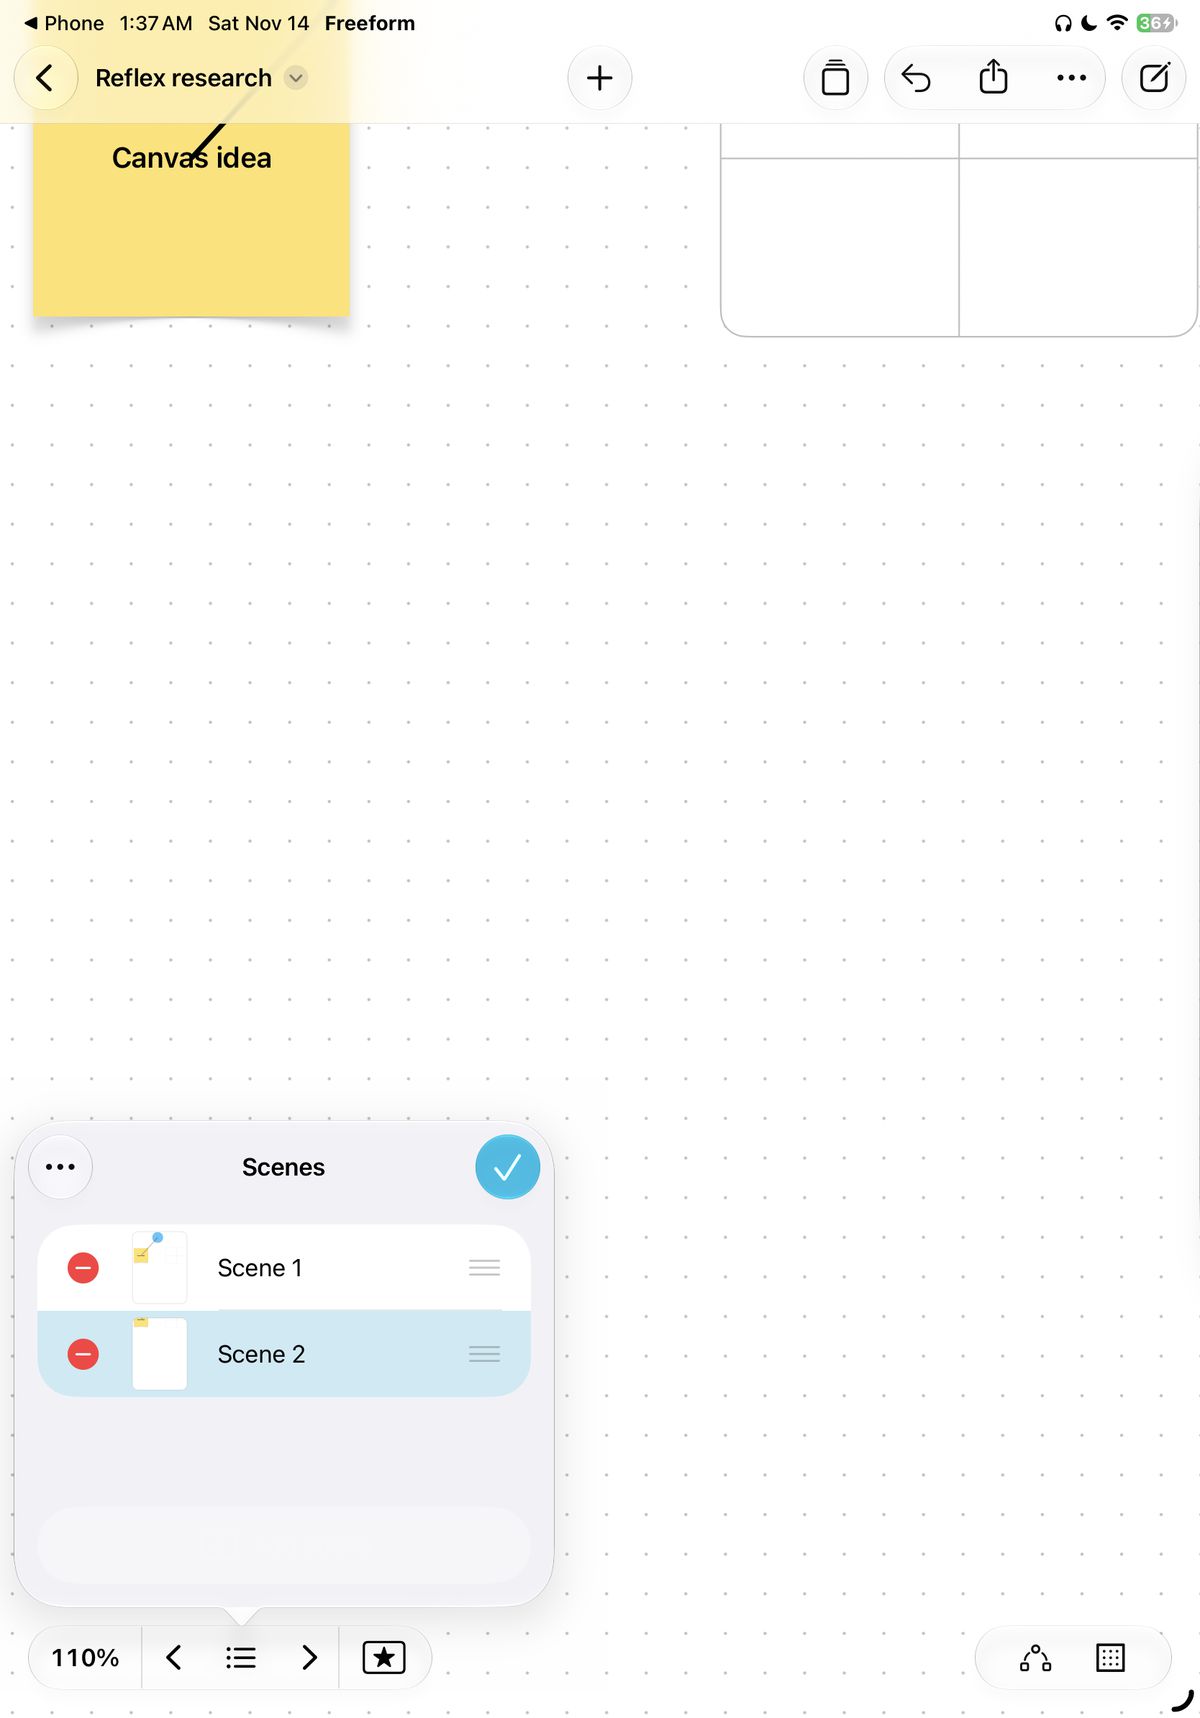 Phone 1:37 AM Sat Nov 14 Freeform
36
Reflex research
Canvas idea
Scenes
Scene 1
Scene 2
110%